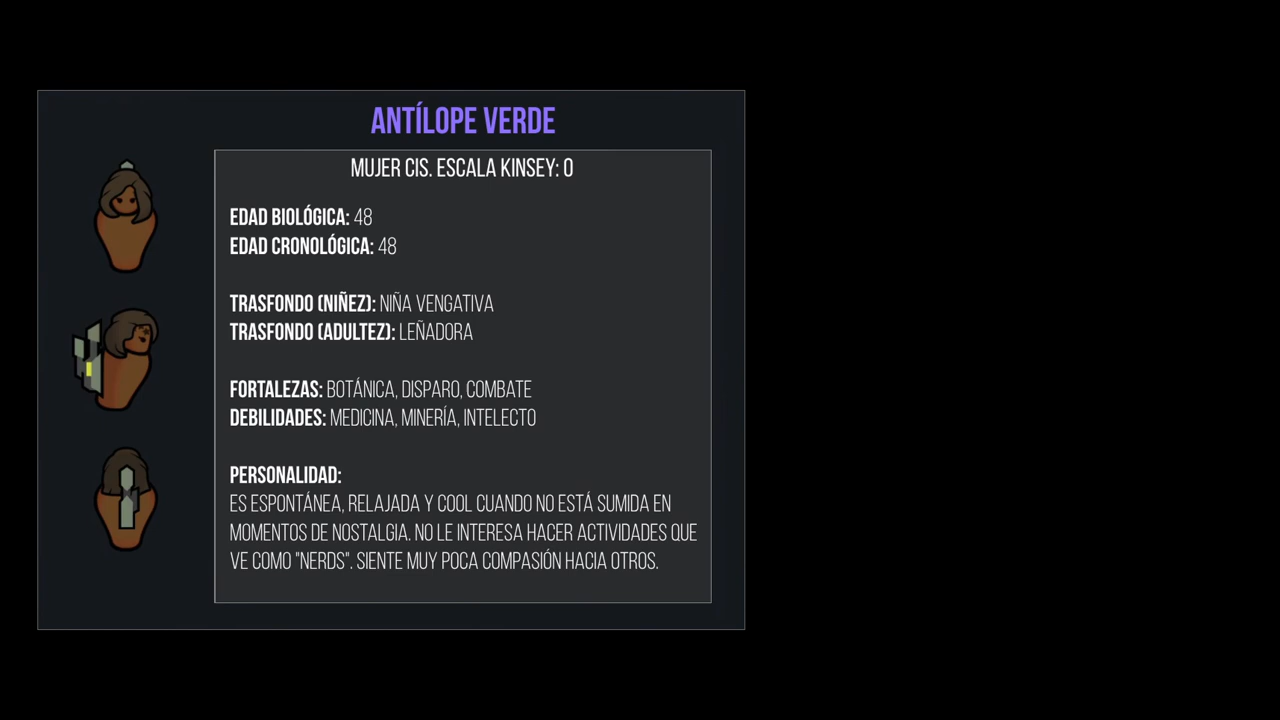 ANTÍLOPE VERDE
MUJER CIS. ESCALA KINSEY: 0
EDAD BIOLÓGICA: 48
EDAD CRONOLÓGICA: 48
TRASFONDO (NIÑEZ): NIÑA VENGATIVA
TRASFONDO (ADULTEZ): LEÑADORA
FORTALEZAS: BOTÁNICA, DISPARO, COMBATE
DEBILIDADES: MEDICINA, MINERÍA, INTELECTO
PERSONALIDAD:
ES ESPONTÁNEA, RELAJADA Y COOL CUANDO NO ESTÁ SUMIDA EN
MOMENTOS DE NOSTALGIA. NO LE INTERESA HACER ACTIVIDADES QUE
VE COMO "NERDS". SIENTE MUY POCA COMPASIÓN HACIA OTROS.